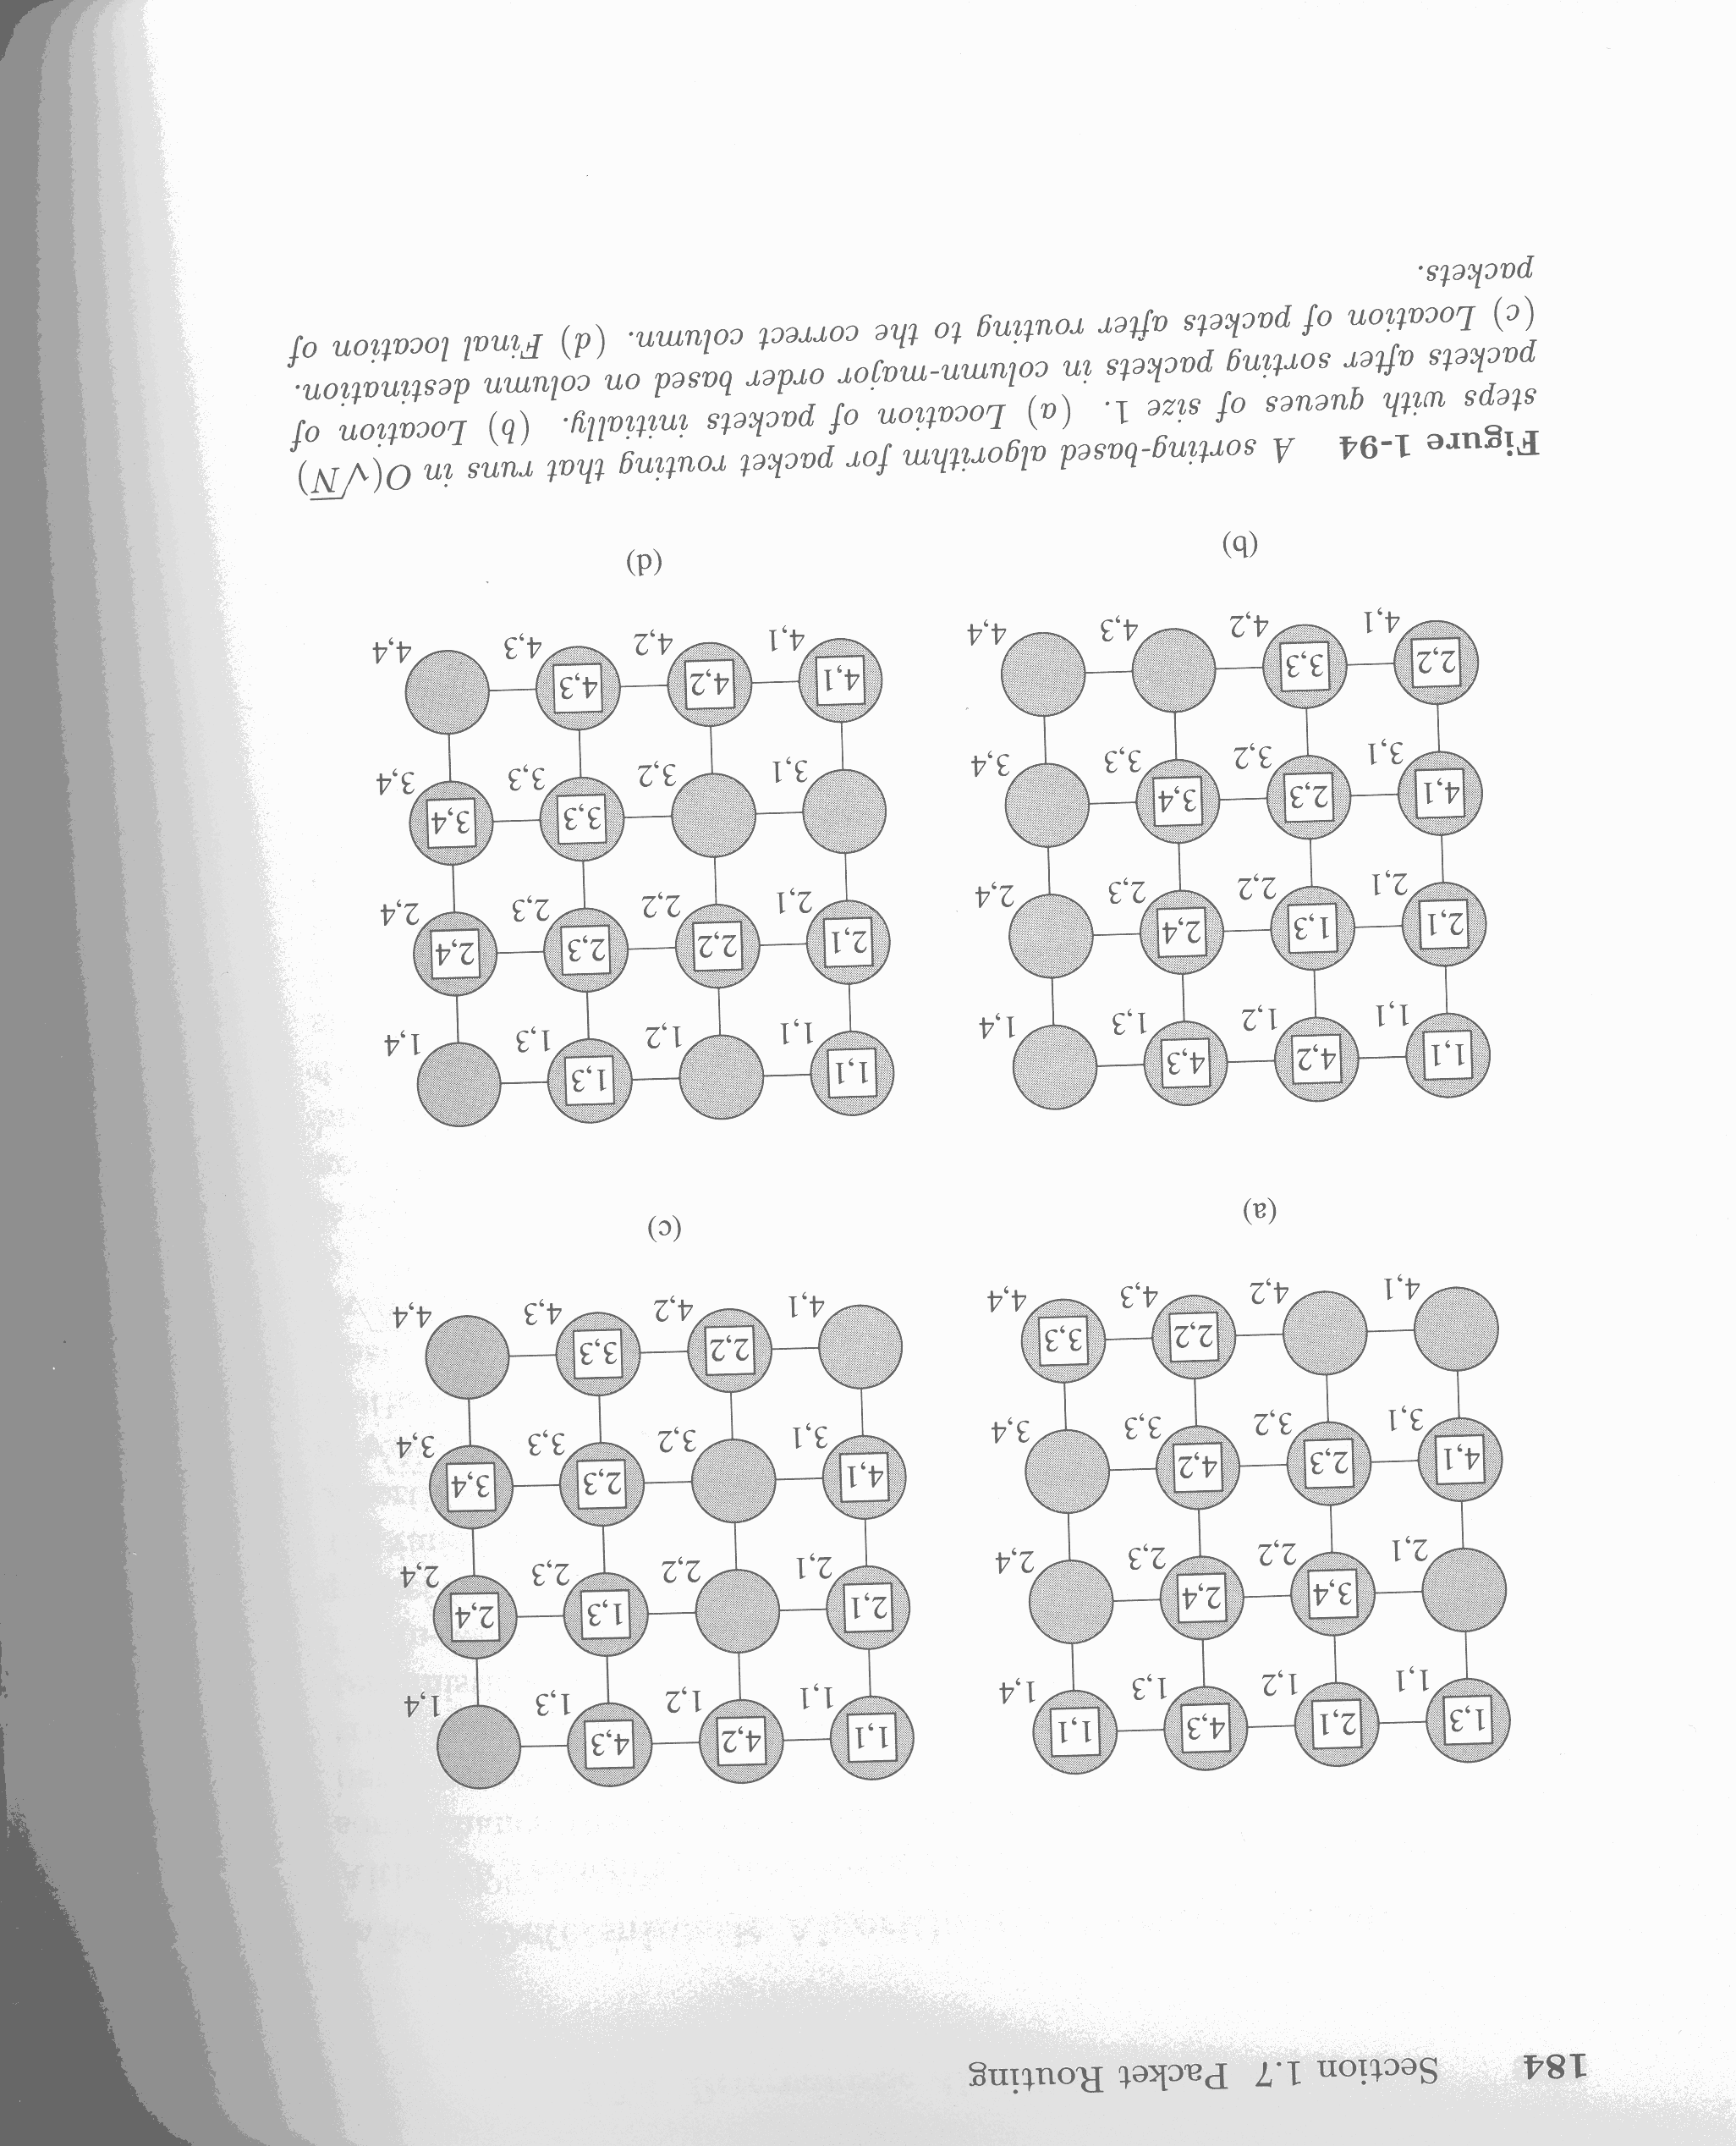 184 Section 1.7 Packet Routing
1,3 2,1 4,3 1,1
1,1 1,2 1,3 1,4
3,4 2,4
2,1 2,2 2,3 2,4
4,1 2,3 4,2
3,1 3,2 3,3 3,4
2,2 3,3
4,1 4,2 4,3 4,4
(a)
1,1 4,2 4,3
1,1 1,2 1,3 1,4
2,1 1,3 2,4
2,1 2,2 2,3 2,4
4,1 2,3 3,4
3,1 3,2 3,3 3,4
2,2 3,3
4,1 4,2 4,3 4,4
(c)
1,1 4,2 4,3
1,1 1,2 1,3 1,4
2,1 1,3 2,4
2,1 2,2 2,3 2,4
4,1 2,3 3,4
3,1 3,2 3,3 3,4
2,2 3,3
4,1 4,2 4,3 4,4
(b)
1,1 1,3
1,1 1,2 1,3 1,4
2,1 2,2 2,3 2,4
2,1 2,2 2,3 2,4
3,3 3,4
3,1 3,2 3,3 3,4
4,1 4,2 4,3
4,1 4,2 4,3 4,4
(d)
Figure 1-94 A sorting-based algorithm for packet routing that runs in O(√N)
steps with queues of size 1. (a) Location of packets initially. (b) Location of
packets after sorting packets in column-major order based on column destination.
(c) Location of packets after routing to the correct column. (d) Final location of
packets.